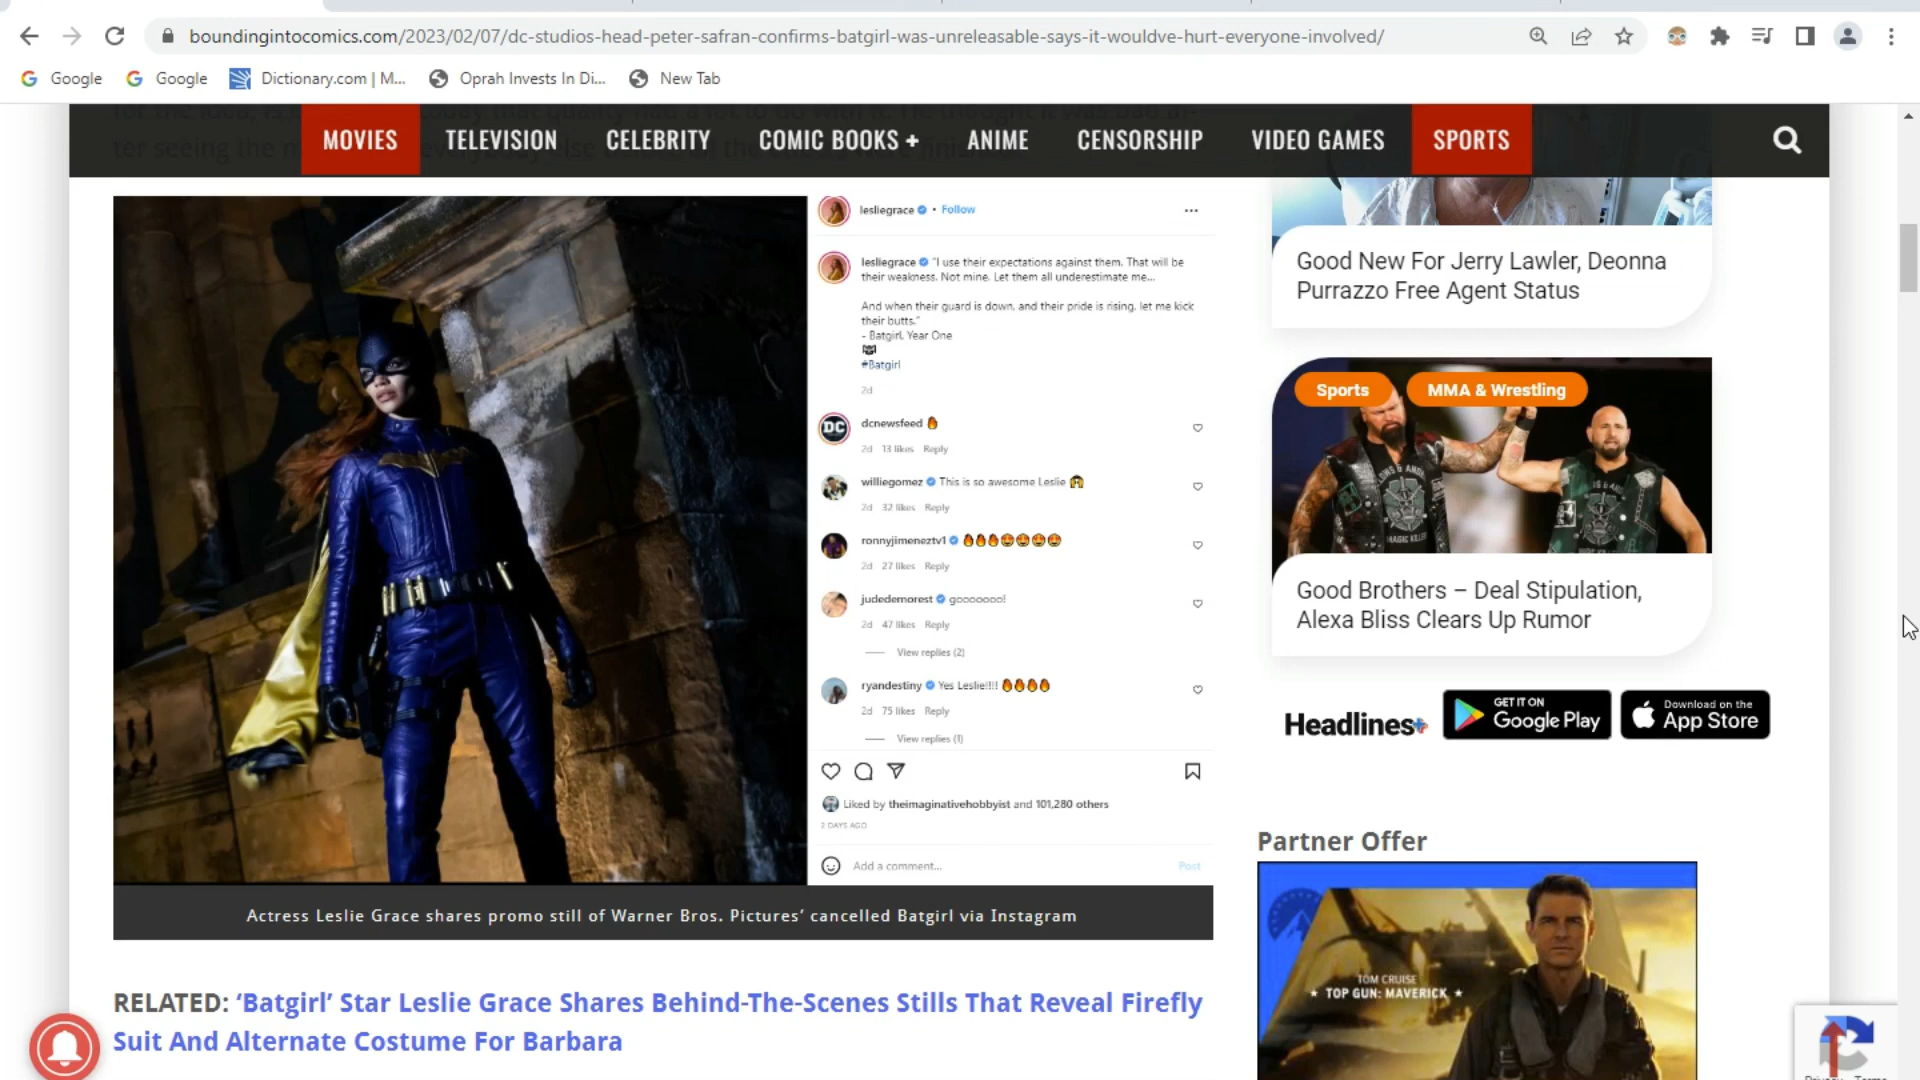 boundingintocomics.com/2023/02/07/dc-studios-head-peter-safran-confirms-batgirl-was-unreleasable-says-it-wouldve-hurt-everyone-involved/
Google
Google
Dictionary.com | M...
Oprah Invests In Di...
New Tab
MOVIES
TELEVISION
CELEBRITY
COMIC BOOKS +
ANIME
CENSORSHIP
VIDEO GAMES
SPORTS
lesliegrace • Follow
lesliegrace "I use their expectations against them. That will be
their weakness. Not mine. Let them all underestimate me...
And when their guard is down, and their pride is rising, let me kick
their butts."
- Batgirl, Year One
#Batgirl
2d
DC
dcnewsfeed 🔥
2d 13 likes Reply
williegomez This is so awesome Leslie 😭
2d 32 likes Reply
ronnyjimeneztv1 🔥🔥🔥😍😍😍😍
2d 27 likes Reply
judedemorest gooooooo!
2d 47 likes Reply
View replies (2)
ryandestiny Yes Leslie!!!! 🔥🔥🔥🔥
2d 75 likes Reply
View replies (1)
Liked by theimaginativehobbyist and 101,280 others
2 DAYS AGO
Add a comment...
Post
Actress Leslie Grace shares promo still of Warner Bros. Pictures' cancelled Batgirl via Instagram
RELATED: 'Batgirl' Star Leslie Grace Shares Behind-The-Scenes Stills That Reveal Firefly
Suit And Alternate Costume For Barbara
Good New For Jerry Lawler, Deonna
Purrazzo Free Agent Status
Sports
MMA & Wrestling
MAGIC KILLER
Good Brothers – Deal Stipulation,
Alexa Bliss Clears Up Rumor
Headlines+
GET IT ON
Google Play
Download on the
App Store
Partner Offer
TOM CRUISE
★ TOP GUN: MAVERICK ★